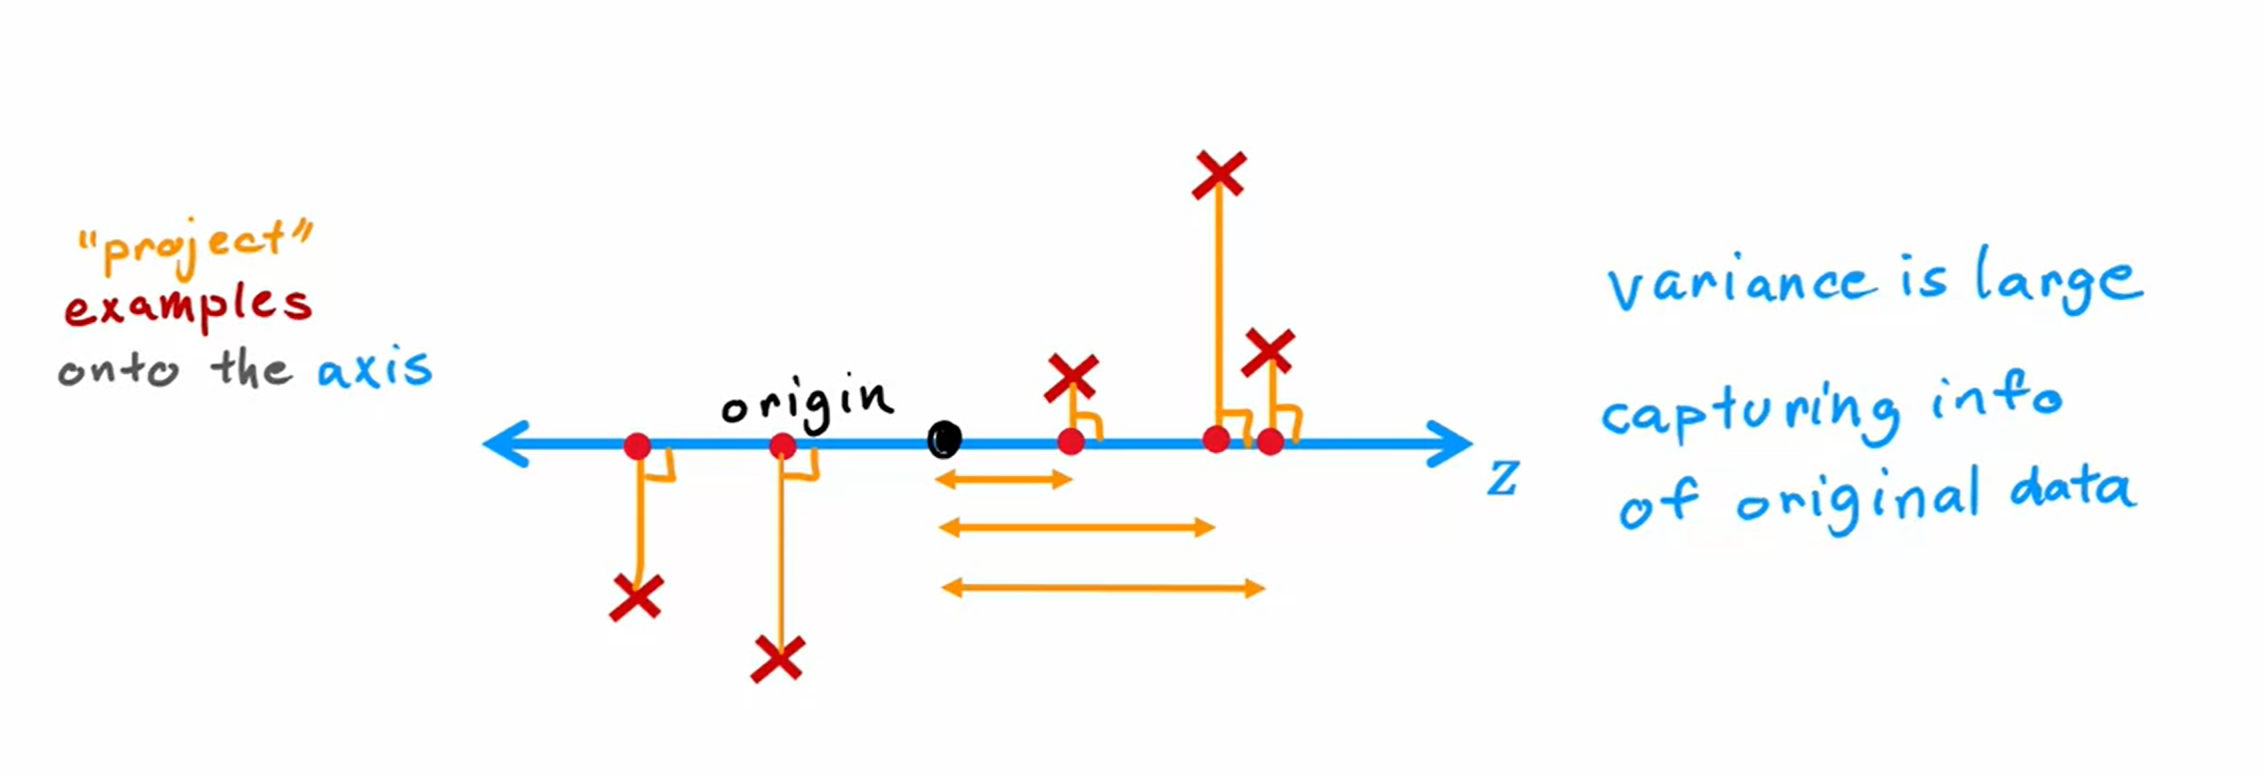 "project"
examples
onto the axis
origin
z
variance is large
capturing info
of original data